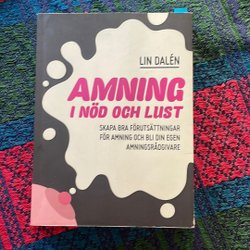 LIN DALÉN
AMNING
I NÖD OCH LUST
SKAPA BRA FÖRUTSÄTTNINGAR
FÖR AMNING OCH BLI DIN EGEN
AMNINGSRÅDGIVARE